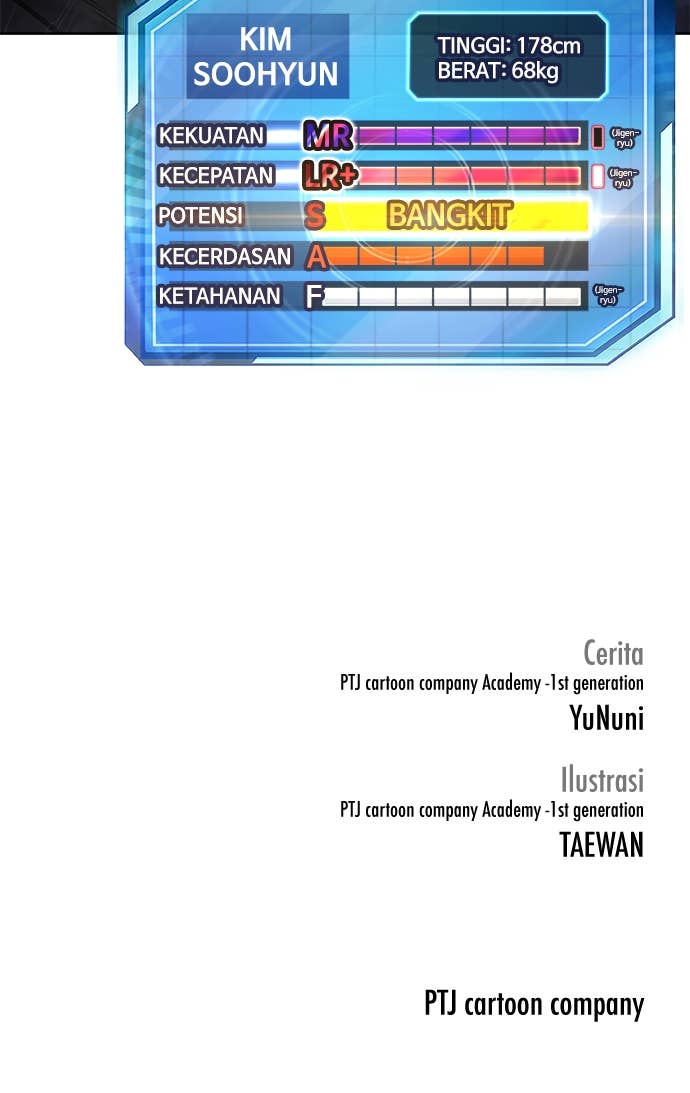 KIM
SOOHYUN
TINGGI: 178cm
BERAT: 68kg
KEKUATAN MR (Jigen-
ryu)
KECEPATAN LR+ (Jigen-
ryu)
POTENSI S BANGKIT
KECERDASAN A
KETAHANAN F (Jigen-
ryu)
Cerita
PTJ cartoon company Academy -1st generation
YuNuni
Ilustrasi
PTJ cartoon company Academy -1st generation
TAEWAN
PTJ cartoon company